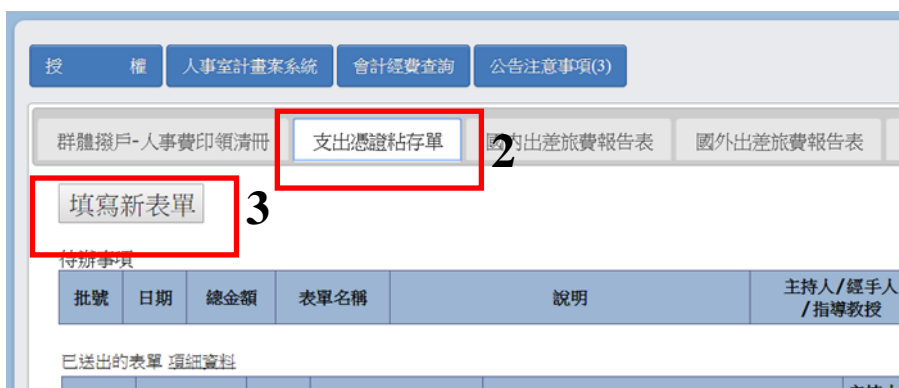 授 權 人事室計畫案系統 會計經費查詢 公告注意事項(3)
群體撥戶-人事費印領清冊 支出憑證粘存單 國內出差旅費報告表 國外出差旅費報告表
2
填寫新表單 3
待辦事項
批號 日期 總金額 表單名稱 說明 主持人/經手人
/指導教授
已送出的表單 項細資料